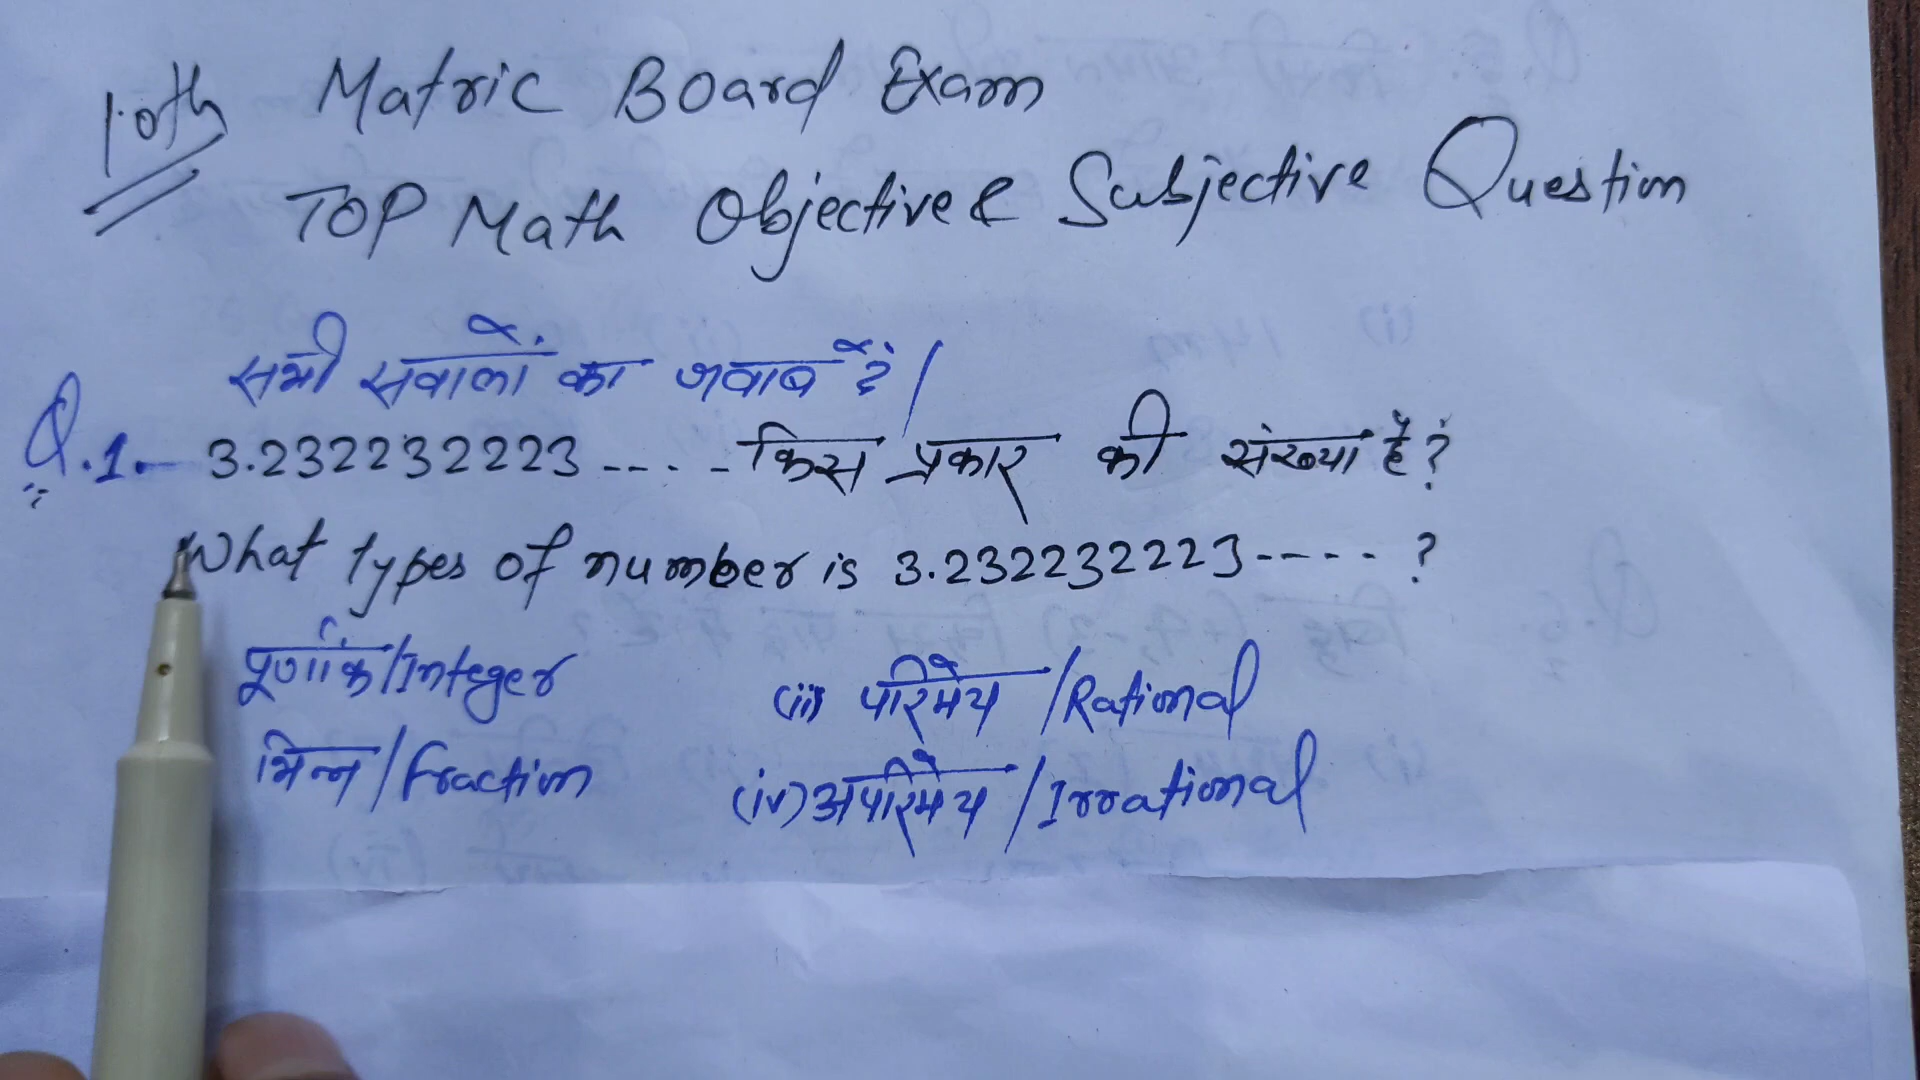 10th Matric Board Exam
TOP Math Objective & Subjective Question
सभी सवालों का जवाब दें।
Q.1. 3.232232223---- किस प्रकार की संख्या है?
What types of number is 3.232232223---- ?
पूर्णांक/Integer (ii) परिमेय/Rational
भिन्न/Fraction (iv) अपरिमेय/Irrational